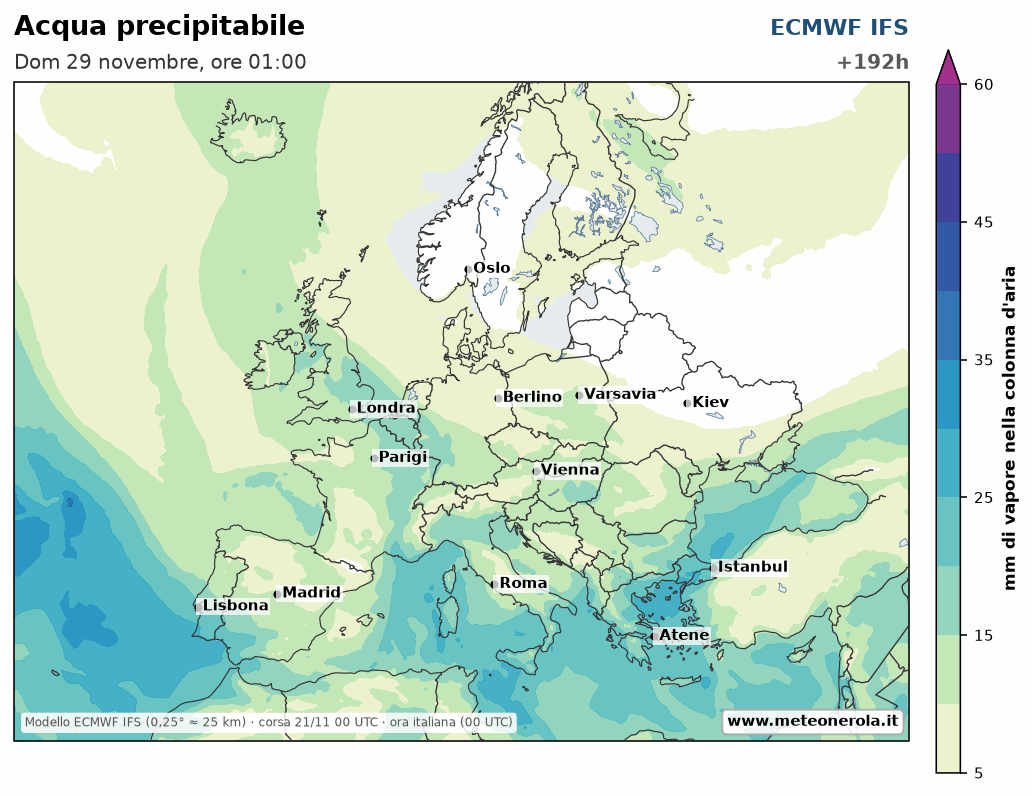 Acqua precipitabile
ECMWF IFS
Dom 29 novembre, ore 01:00
+192h
60
45
35
25
15
5
mm di vapore nella colonna d'aria
Oslo
Berlino
Varsavia
Kiev
Londra
Parigi
Vienna
Istanbul
Roma
Madrid
Lisbona
Atene
Modello ECMWF IFS (0,25° ≈ 25 km) · corsa 21/11 00 UTC · ora italiana (00 UTC)
www.meteonerola.it